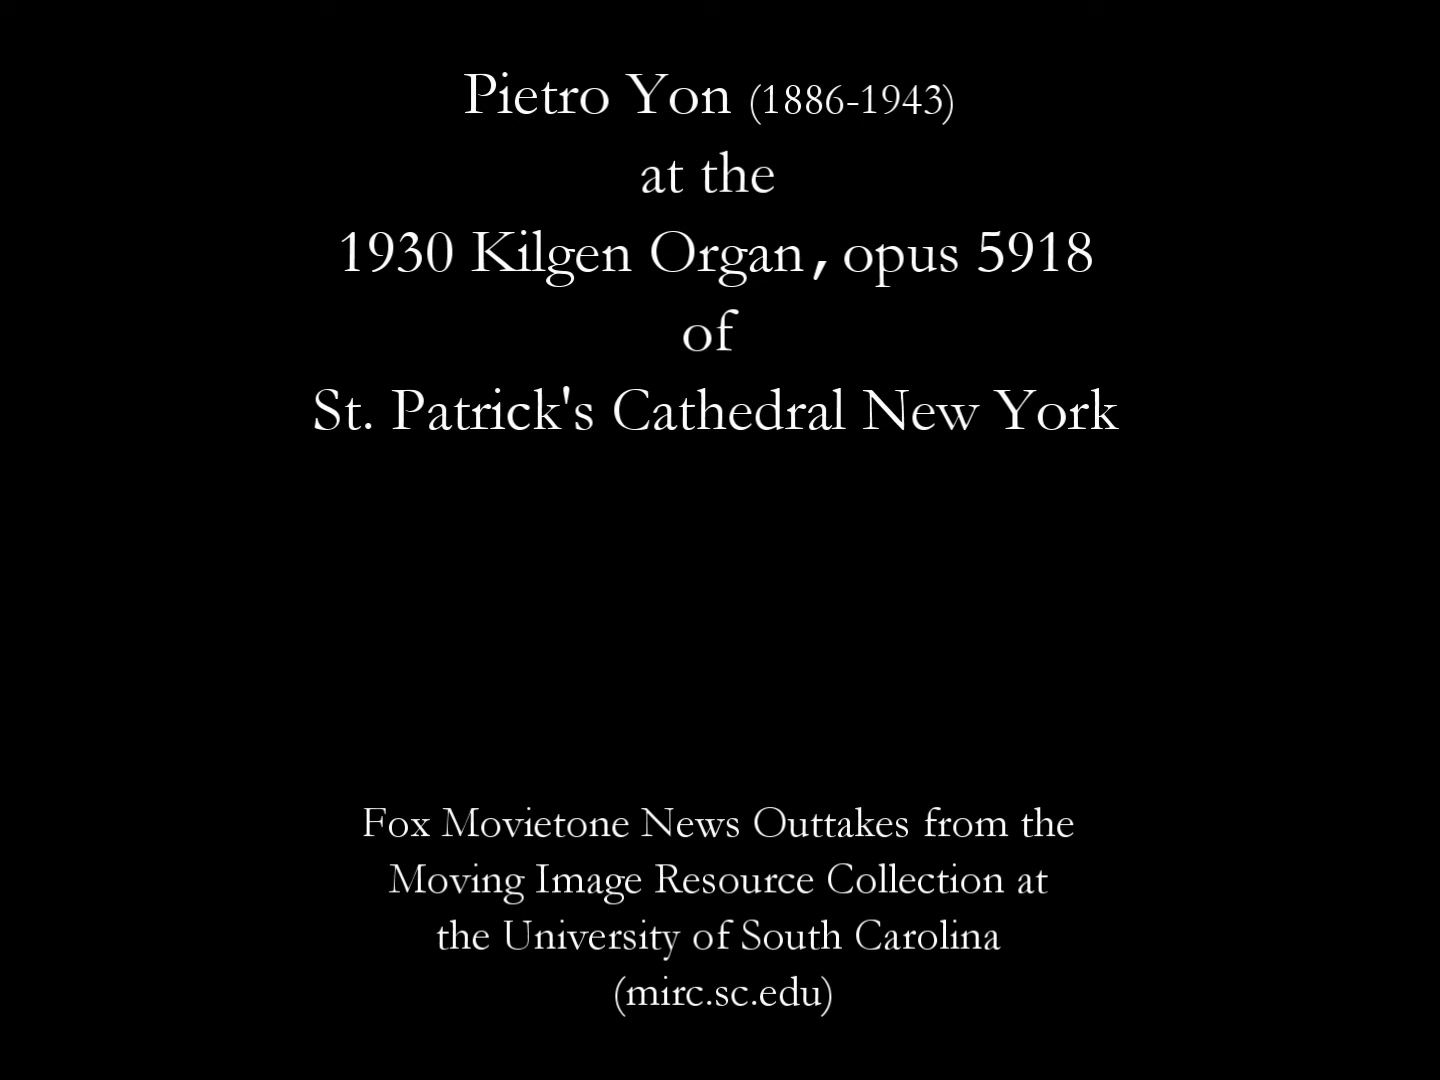 Pietro Yon (1886-1943)
at the
1930 Kilgen Organ, opus 5918
of
St. Patrick's Cathedral New York
Fox Movietone News Outtakes from the
Moving Image Resource Collection at
the University of South Carolina
(mirc.sc.edu)